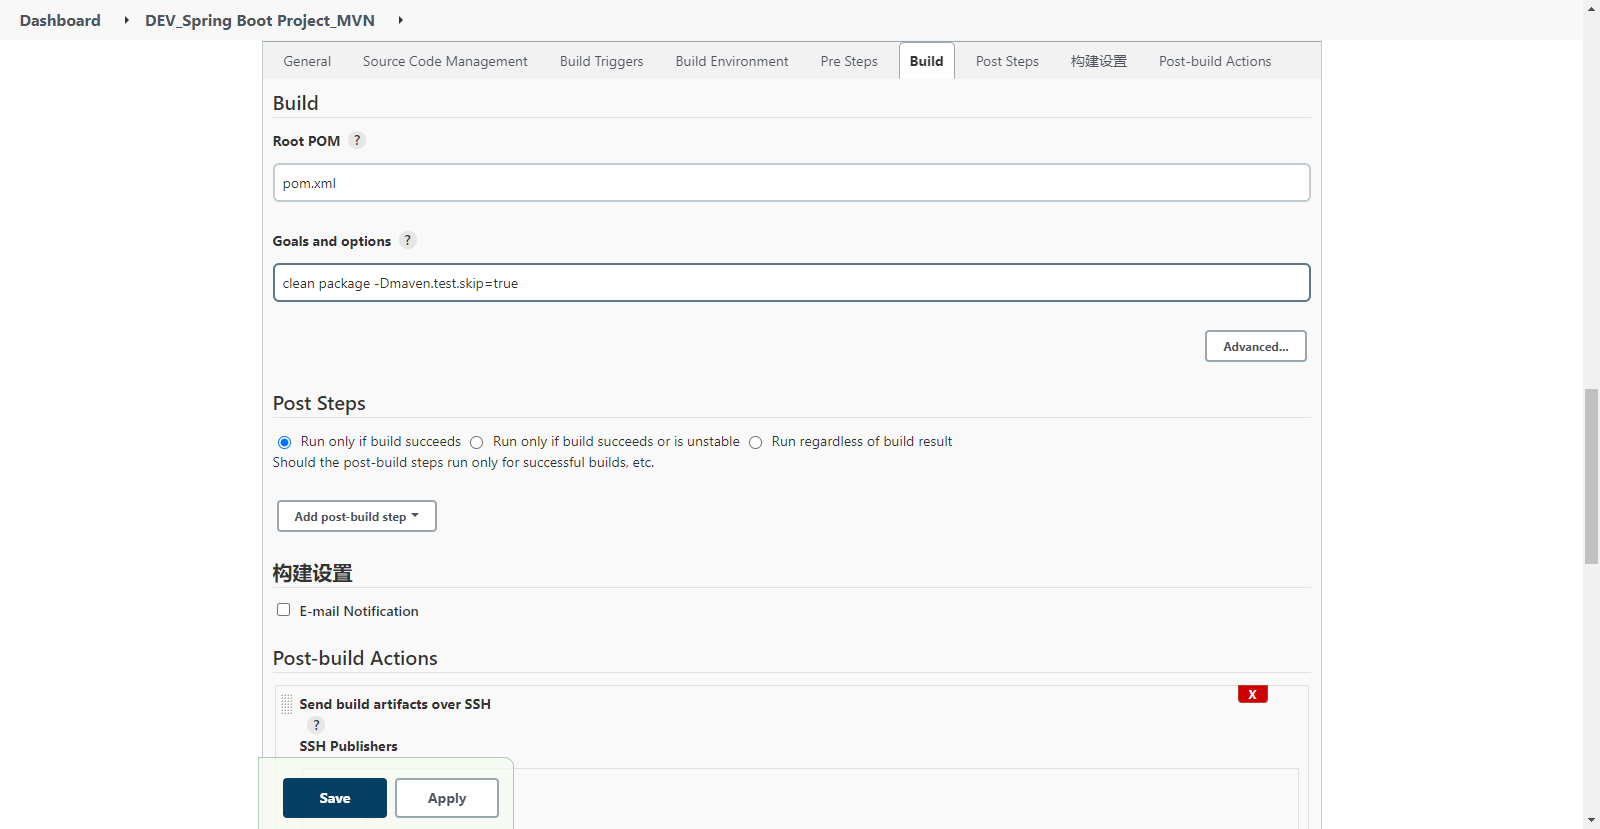 Dashboard DEV_Spring Boot Project_MVN
General Source Code Management Build Triggers Build Environment Pre Steps Build Post Steps 构建设置 Post-build Actions
Build
Root POM ?
pom.xml
Goals and options ?
clean package -Dmaven.test.skip=true
Advanced...
Post Steps
Run only if build succeeds Run only if build succeeds or is unstable Run regardless of build result
Should the post-build steps run only for successful builds, etc.
Add post-build step
构建设置
E-mail Notification
Post-build Actions
Send build artifacts over SSH X
?
SSH Publishers
Save Apply